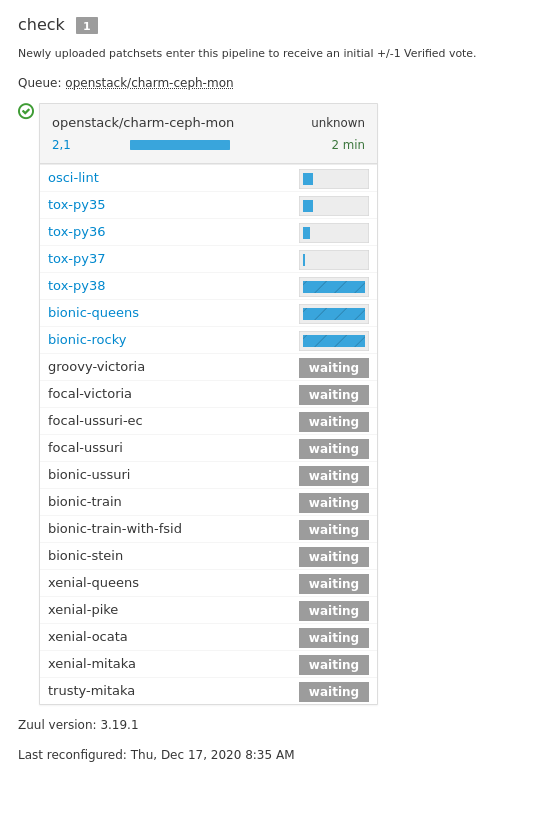 check 1
Newly uploaded patchsets enter this pipeline to receive an initial +/-1 Verified vote.
Queue: openstack/charm-ceph-mon
openstack/charm-ceph-mon unknown
2,1 2 min
osci-lint
tox-py35
tox-py36
tox-py37
tox-py38
bionic-queens
bionic-rocky
groovy-victoria waiting
focal-victoria waiting
focal-ussuri-ec waiting
focal-ussuri waiting
bionic-ussuri waiting
bionic-train waiting
bionic-train-with-fsid waiting
bionic-stein waiting
xenial-queens waiting
xenial-pike waiting
xenial-ocata waiting
xenial-mitaka waiting
trusty-mitaka waiting
Zuul version: 3.19.1
Last reconfigured: Thu, Dec 17, 2020 8:35 AM